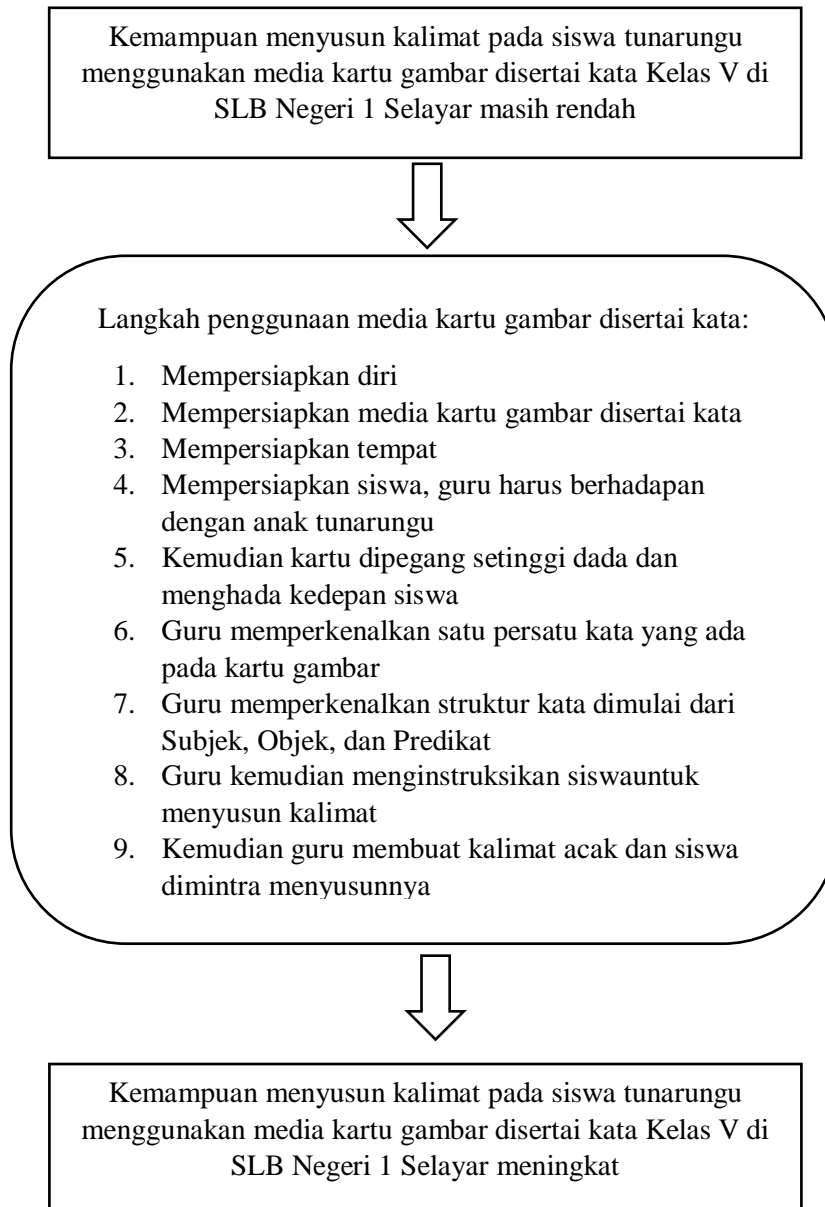 Kemampuan menyusun kalimat pada siswa tunarungu
menggunakan media kartu gambar disertai kata Kelas V di
SLB Negeri 1 Selayar masih rendah
Langkah penggunaan media kartu gambar disertai kata:
1. Mempersiapkan diri
2. Mempersiapkan media kartu gambar disertai kata
3. Mempersiapkan tempat
4. Mempersiapkan siswa, guru harus berhadapan
dengan anak tunarungu
5. Kemudian kartu dipegang setinggi dada dan
menghada kedepan siswa
6. Guru memperkenalkan satu persatu kata yang ada
pada kartu gambar
7. Guru memperkenalkan struktur kata dimulai dari
Subjek, Objek, dan Predikat
8. Guru kemudian menginstruksikan siswauntuk
menyusun kalimat
9. Kemudian guru membuat kalimat acak dan siswa
dimintra menyusunnya
Kemampuan menyusun kalimat pada siswa tunarungu
menggunakan media kartu gambar disertai kata Kelas V di
SLB Negeri 1 Selayar meningkat